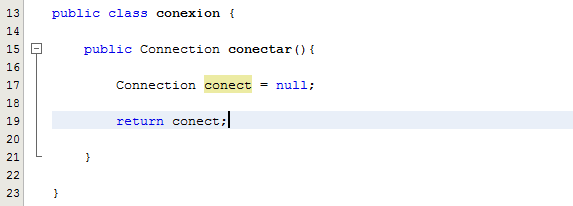 13 public class conexion {
14
15 public Connection conectar(){
16
17 Connection conect = null;
18
19 return conect;
20
21 }
22
23 }